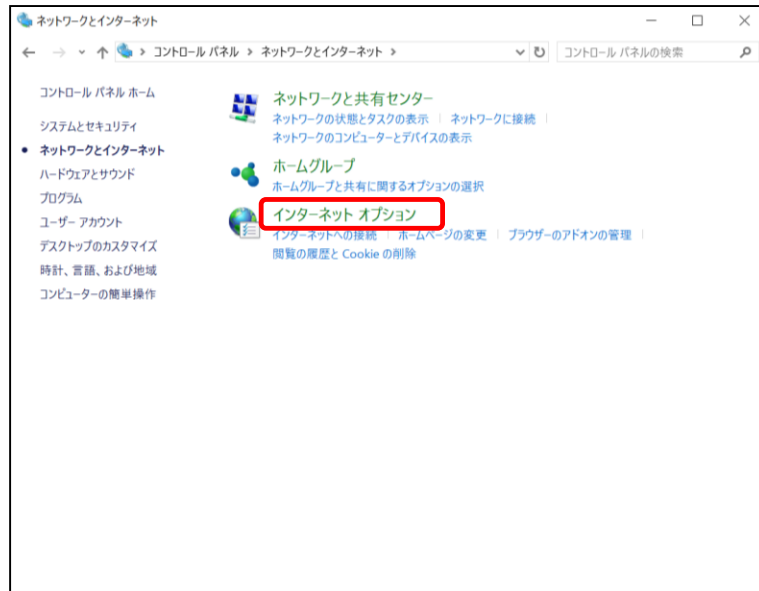 ネットワークとインターネット
コントロール パネル > ネットワークとインターネット >
コントロール パネルの検索
コントロール パネル ホーム
システムとセキュリティ
ネットワークとインターネット
ハードウェアとサウンド
プログラム
ユーザー アカウント
デスクトップのカスタマイズ
時計、言語、および地域
コンピューターの簡単操作
ネットワークと共有センター
ネットワークの状態とタスクの表示 | ネットワークに接続
ネットワークのコンピューターとデバイスの表示
ホームグループ
ホームグループと共有に関するオプションの選択
インターネット オプション
インターネットへの接続 | ホームページの変更 | ブラウザーのアドオンの管理
閲覧の履歴と Cookie の削除